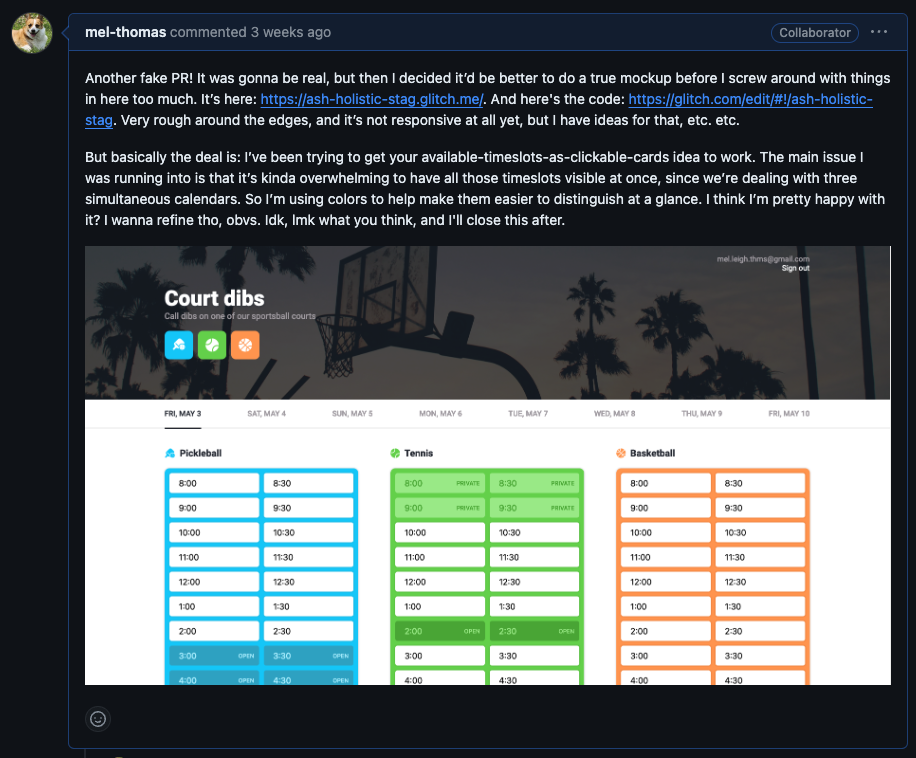 mel-thomas commented 3 weeks ago
Collaborator
Another fake PR! It was gonna be real, but then I decided it’d be better to do a true mockup before I screw around with things
in here too much. It’s here: https://ash-holistic-stag.glitch.me/. And here's the code: https://glitch.com/edit/#!/ash-holistic-
stag. Very rough around the edges, and it’s not responsive at all yet, but I have ideas for that, etc. etc.
But basically the deal is: I’ve been trying to get your available-timeslots-as-clickable-cards idea to work. The main issue I
was running into is that it’s kinda overwhelming to have all those timeslots visible at once, since we’re dealing with three
simultaneous calendars. So I’m using colors to help make them easier to distinguish at a glance. I think I’m pretty happy with
it? I wanna refine tho, obvs. Idk, lmk what you think, and I'll close this after.
mel.leigh.thms@gmail.com
Sign out
Court dibs
Call dibs on one of our sportsball courts
FRI, MAY 3 SAT, MAY 4 SUN, MAY 5 MON, MAY 6 TUE, MAY 7 WED, MAY 8 THU, MAY 9 FRI, MAY 10
Pickleball
8:00 8:30
9:00 9:30
10:00 10:30
11:00 11:30
12:00 12:30
1:00 1:30
2:00 2:30
3:00 OPEN 3:30 OPEN
4:00 OPEN 4:30 OPEN
Tennis
8:00 PRIVATE 8:30 PRIVATE
9:00 PRIVATE 9:30 PRIVATE
10:00 10:30
11:00 11:30
12:00 12:30
1:00 1:30
2:00 OPEN 2:30 OPEN
3:00 3:30
4:00 4:30
Basketball
8:00 8:30
9:00 9:30
10:00 10:30
11:00 11:30
12:00 12:30
1:00 1:30
2:00 2:30
3:00 3:30
4:00 4:30